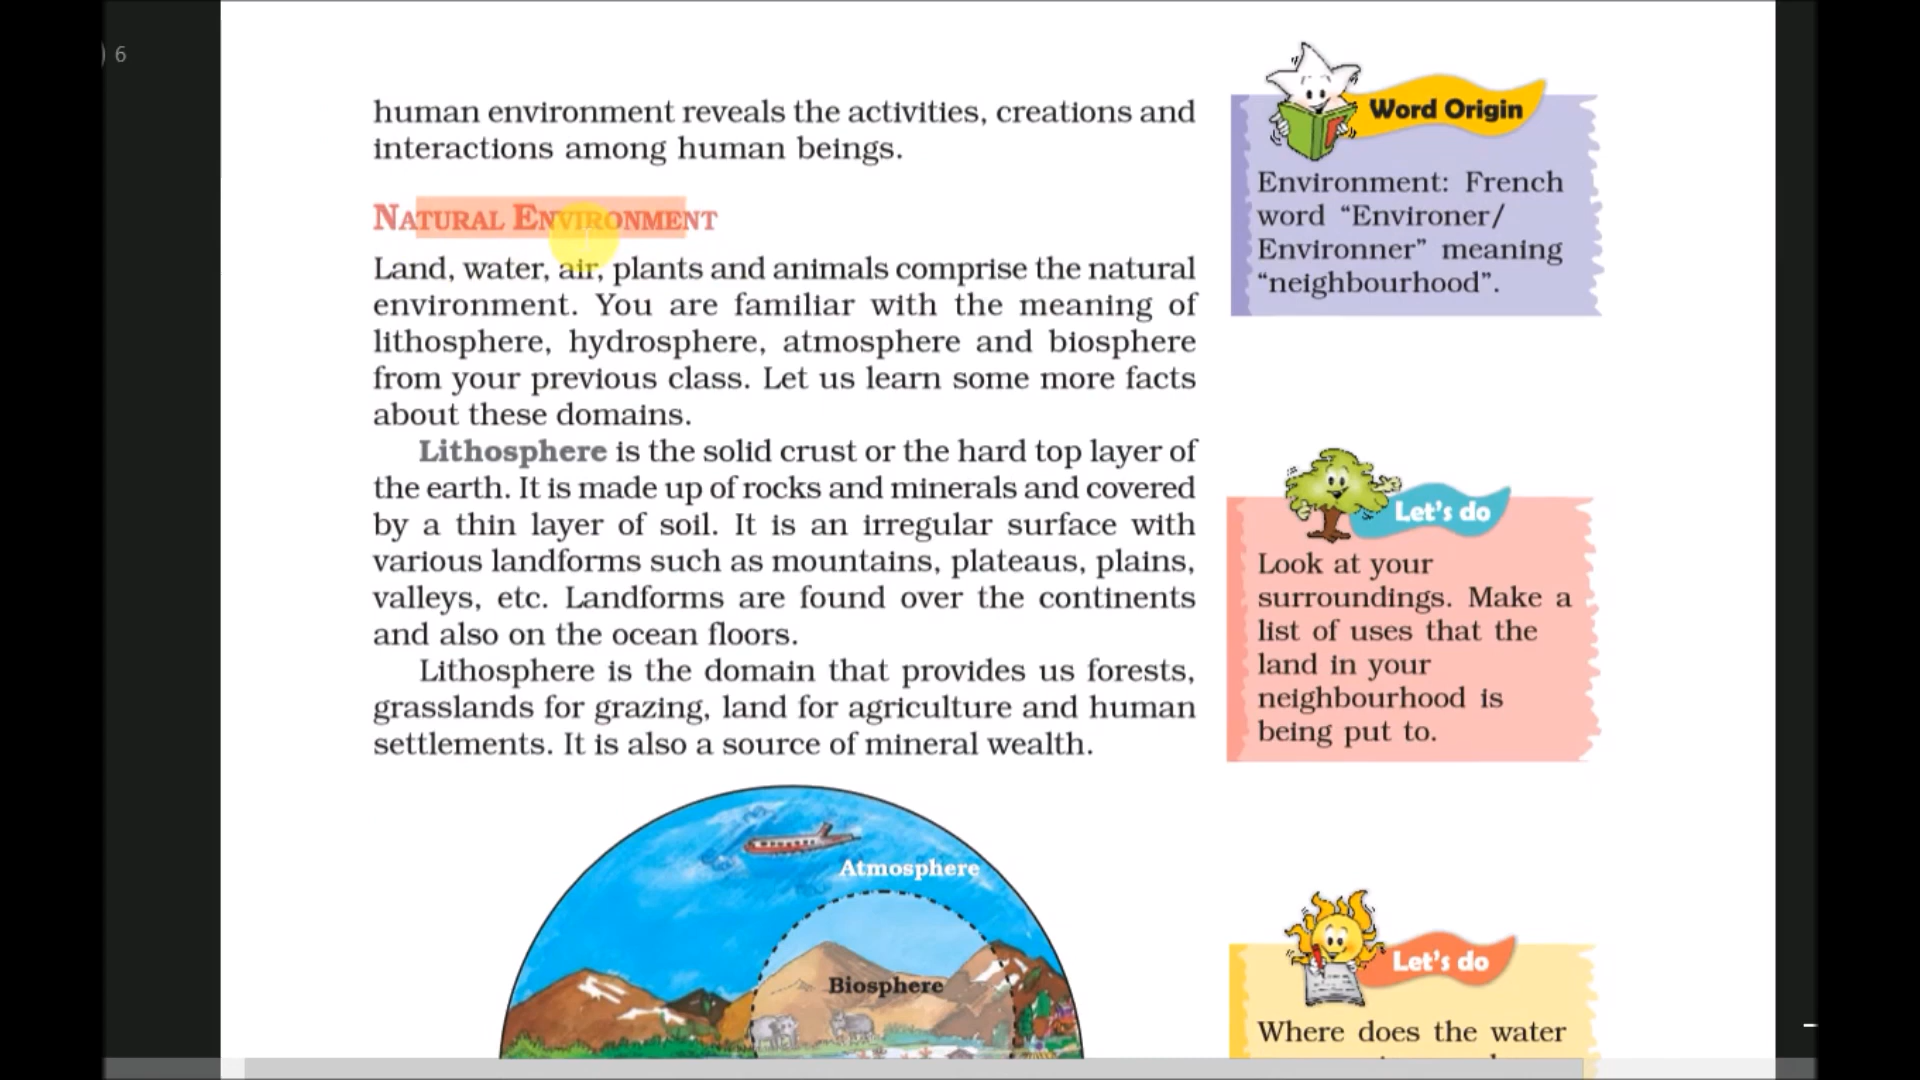 ) 6
human environment reveals the activities, creations and
interactions among human beings.
NATURAL ENVIRONMENT
Land, water, air, plants and animals comprise the natural
environment. You are familiar with the meaning of
lithosphere, hydrosphere, atmosphere and biosphere
from your previous class. Let us learn some more facts
about these domains.
Lithosphere is the solid crust or the hard top layer of
the earth. It is made up of rocks and minerals and covered
by a thin layer of soil. It is an irregular surface with
various landforms such as mountains, plateaus, plains,
valleys, etc. Landforms are found over the continents
and also on the ocean floors.
Lithosphere is the domain that provides us forests,
grasslands for grazing, land for agriculture and human
settlements. It is also a source of mineral wealth.
Atmosphere
Biosphere
Word Origin
Environment: French
word “Environer/
Environner” meaning
“neighbourhood”.
Let’s do
Look at your
surroundings. Make a
list of uses that the
land in your
neighbourhood is
being put to.
Let’s do
Where does the water